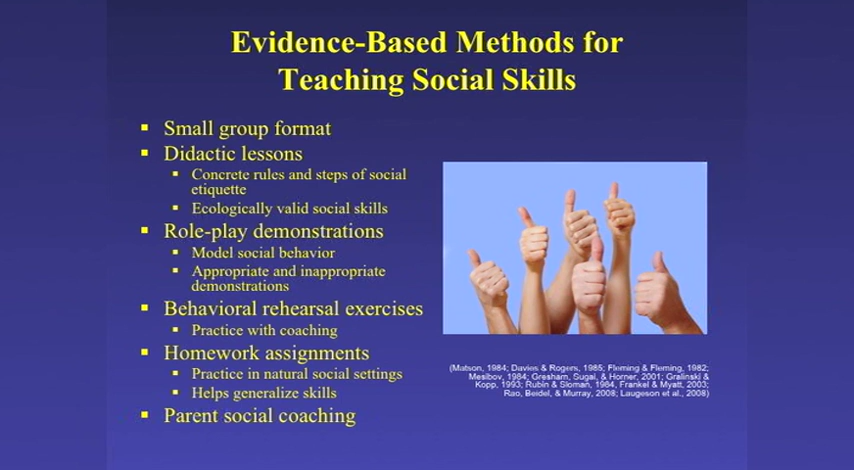 Evidence-Based Methods for
Teaching Social Skills
▪ Small group format
▪ Didactic lessons
▪ Concrete rules and steps of social
etiquette
▪ Ecologically valid social skills
▪ Role-play demonstrations
▪ Model social behavior
▪ Appropriate and inappropriate
demonstrations
▪ Behavioral rehearsal exercises
▪ Practice with coaching
▪ Homework assignments
▪ Practice in natural social settings
▪ Helps generalize skills
▪ Parent social coaching
(Matson, 1984; Davies & Rogers, 1985; Fleming & Fleming, 1982;
Mesibov, 1984; Gresham, Sugai, & Horner, 2001; Gralinski &
Kopp, 1993; Rubin & Sloman, 1984, Frankel & Myatt, 2003;
Rao, Beidel, & Murray, 2008; Laugeson et al., 2008)